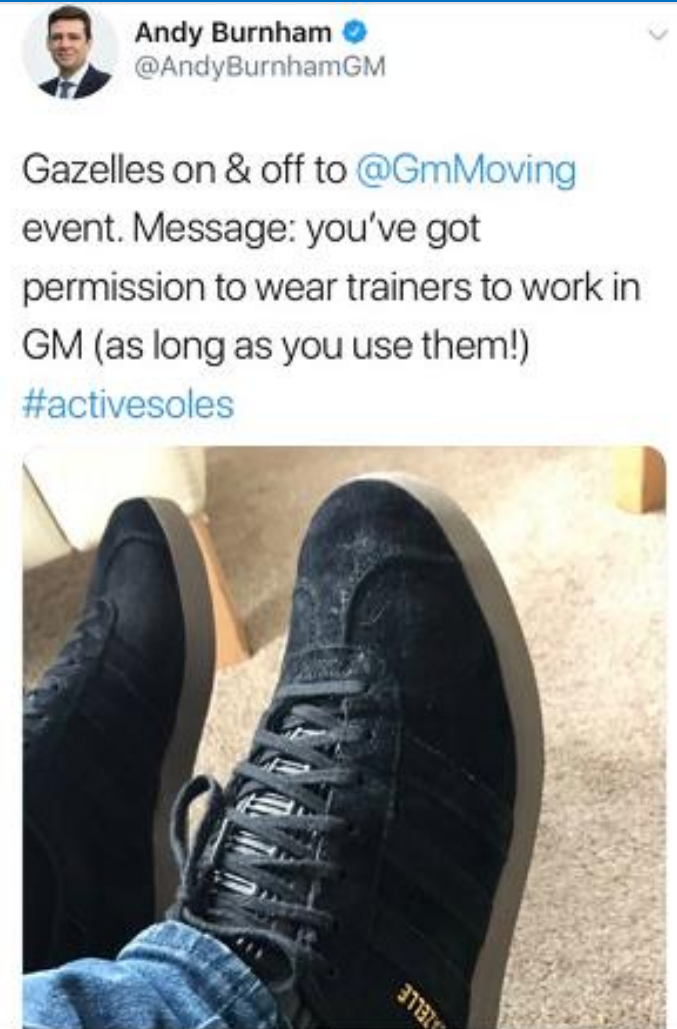 Andy Burnham
@AndyBurnhamGM
Gazelles on & off to @GmMoving
event. Message: you've got
permission to wear trainers to work in
GM (as long as you use them!)
#activesoles